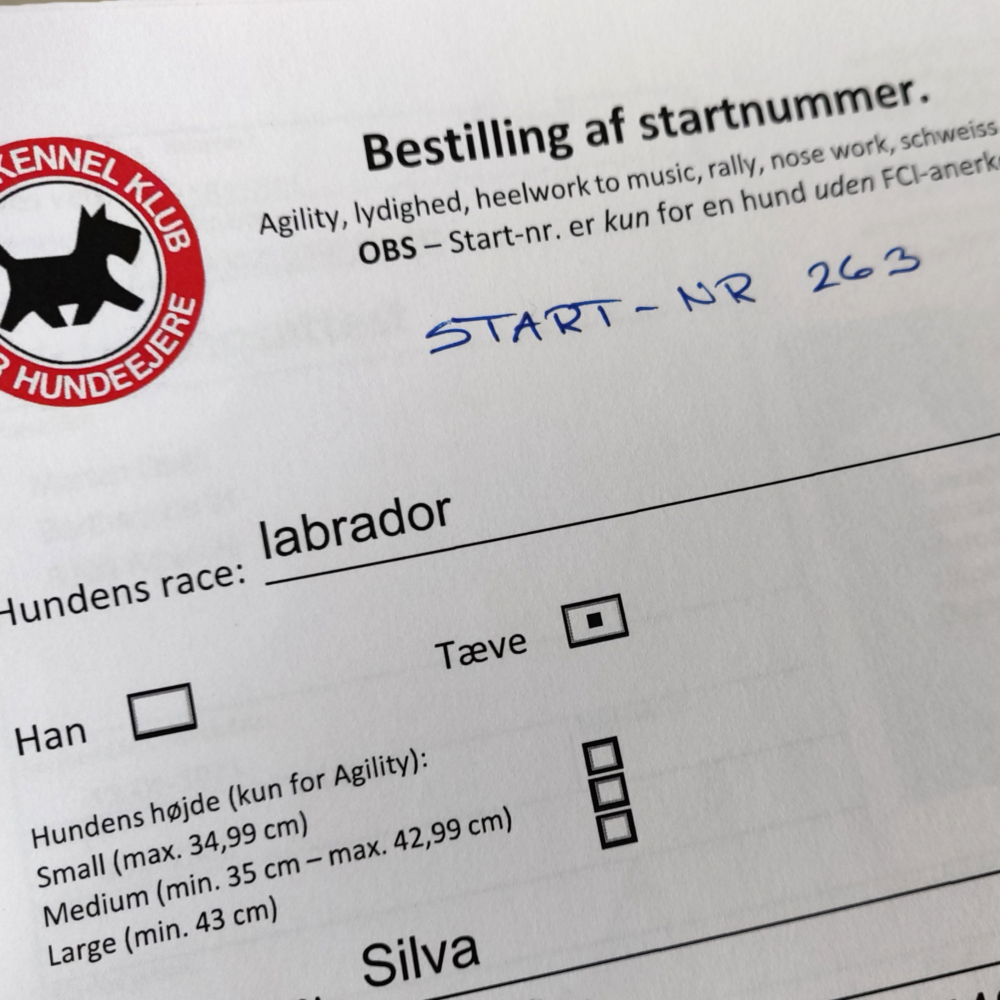 KENNEL KLUB
HUNDEEJERE
Bestilling af startnummer.
Agility, lydighed, heelwork to music, rally, nose work, schweiss
OBS – Start-nr. er kun for en hund uden
START-NR 263
Hundens race: labrador
Tæve
Han
Hundens højde (kun for Agility):
Small (max. 34,99 cm)
Medium (min. 35 cm – max. 42,99 cm)
Large (min. 43 cm)
Silva